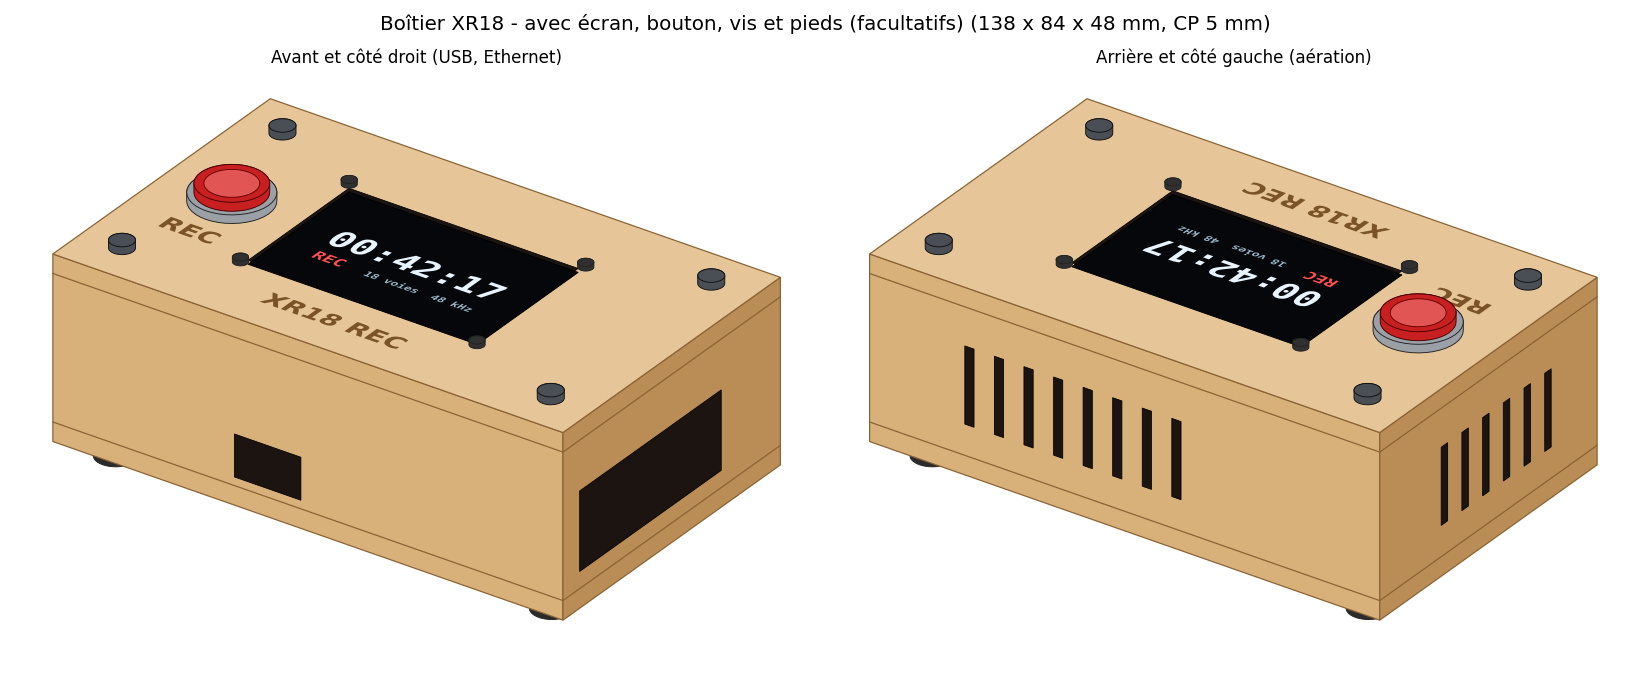 Boîtier XR18 - avec écran, bouton, vis et pieds (facultatifs) (138 x 84 x 48 mm, CP 5 mm)
Avant et côté droit (USB, Ethernet)
REC
00:42:17
REC
18 voies 48 kHz
XR18 REC
Arrière et côté gauche (aération)
XR18 REC
18 voies 48 kHz
REC
00:42:17
REC